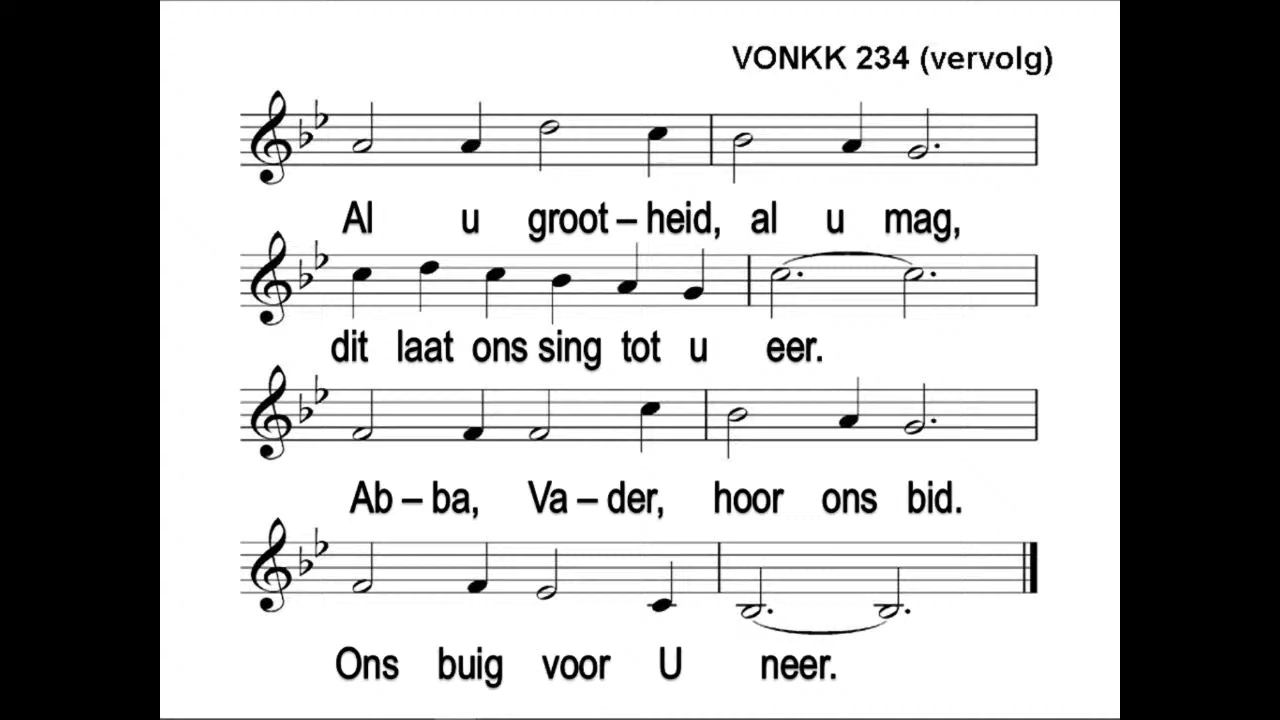 VONKK 234 (vervolg)
Al u groot – heid, al u mag,
dit laat ons sing tot u eer.
Ab – ba, Va – der, hoor ons bid.
Ons buig voor U neer.